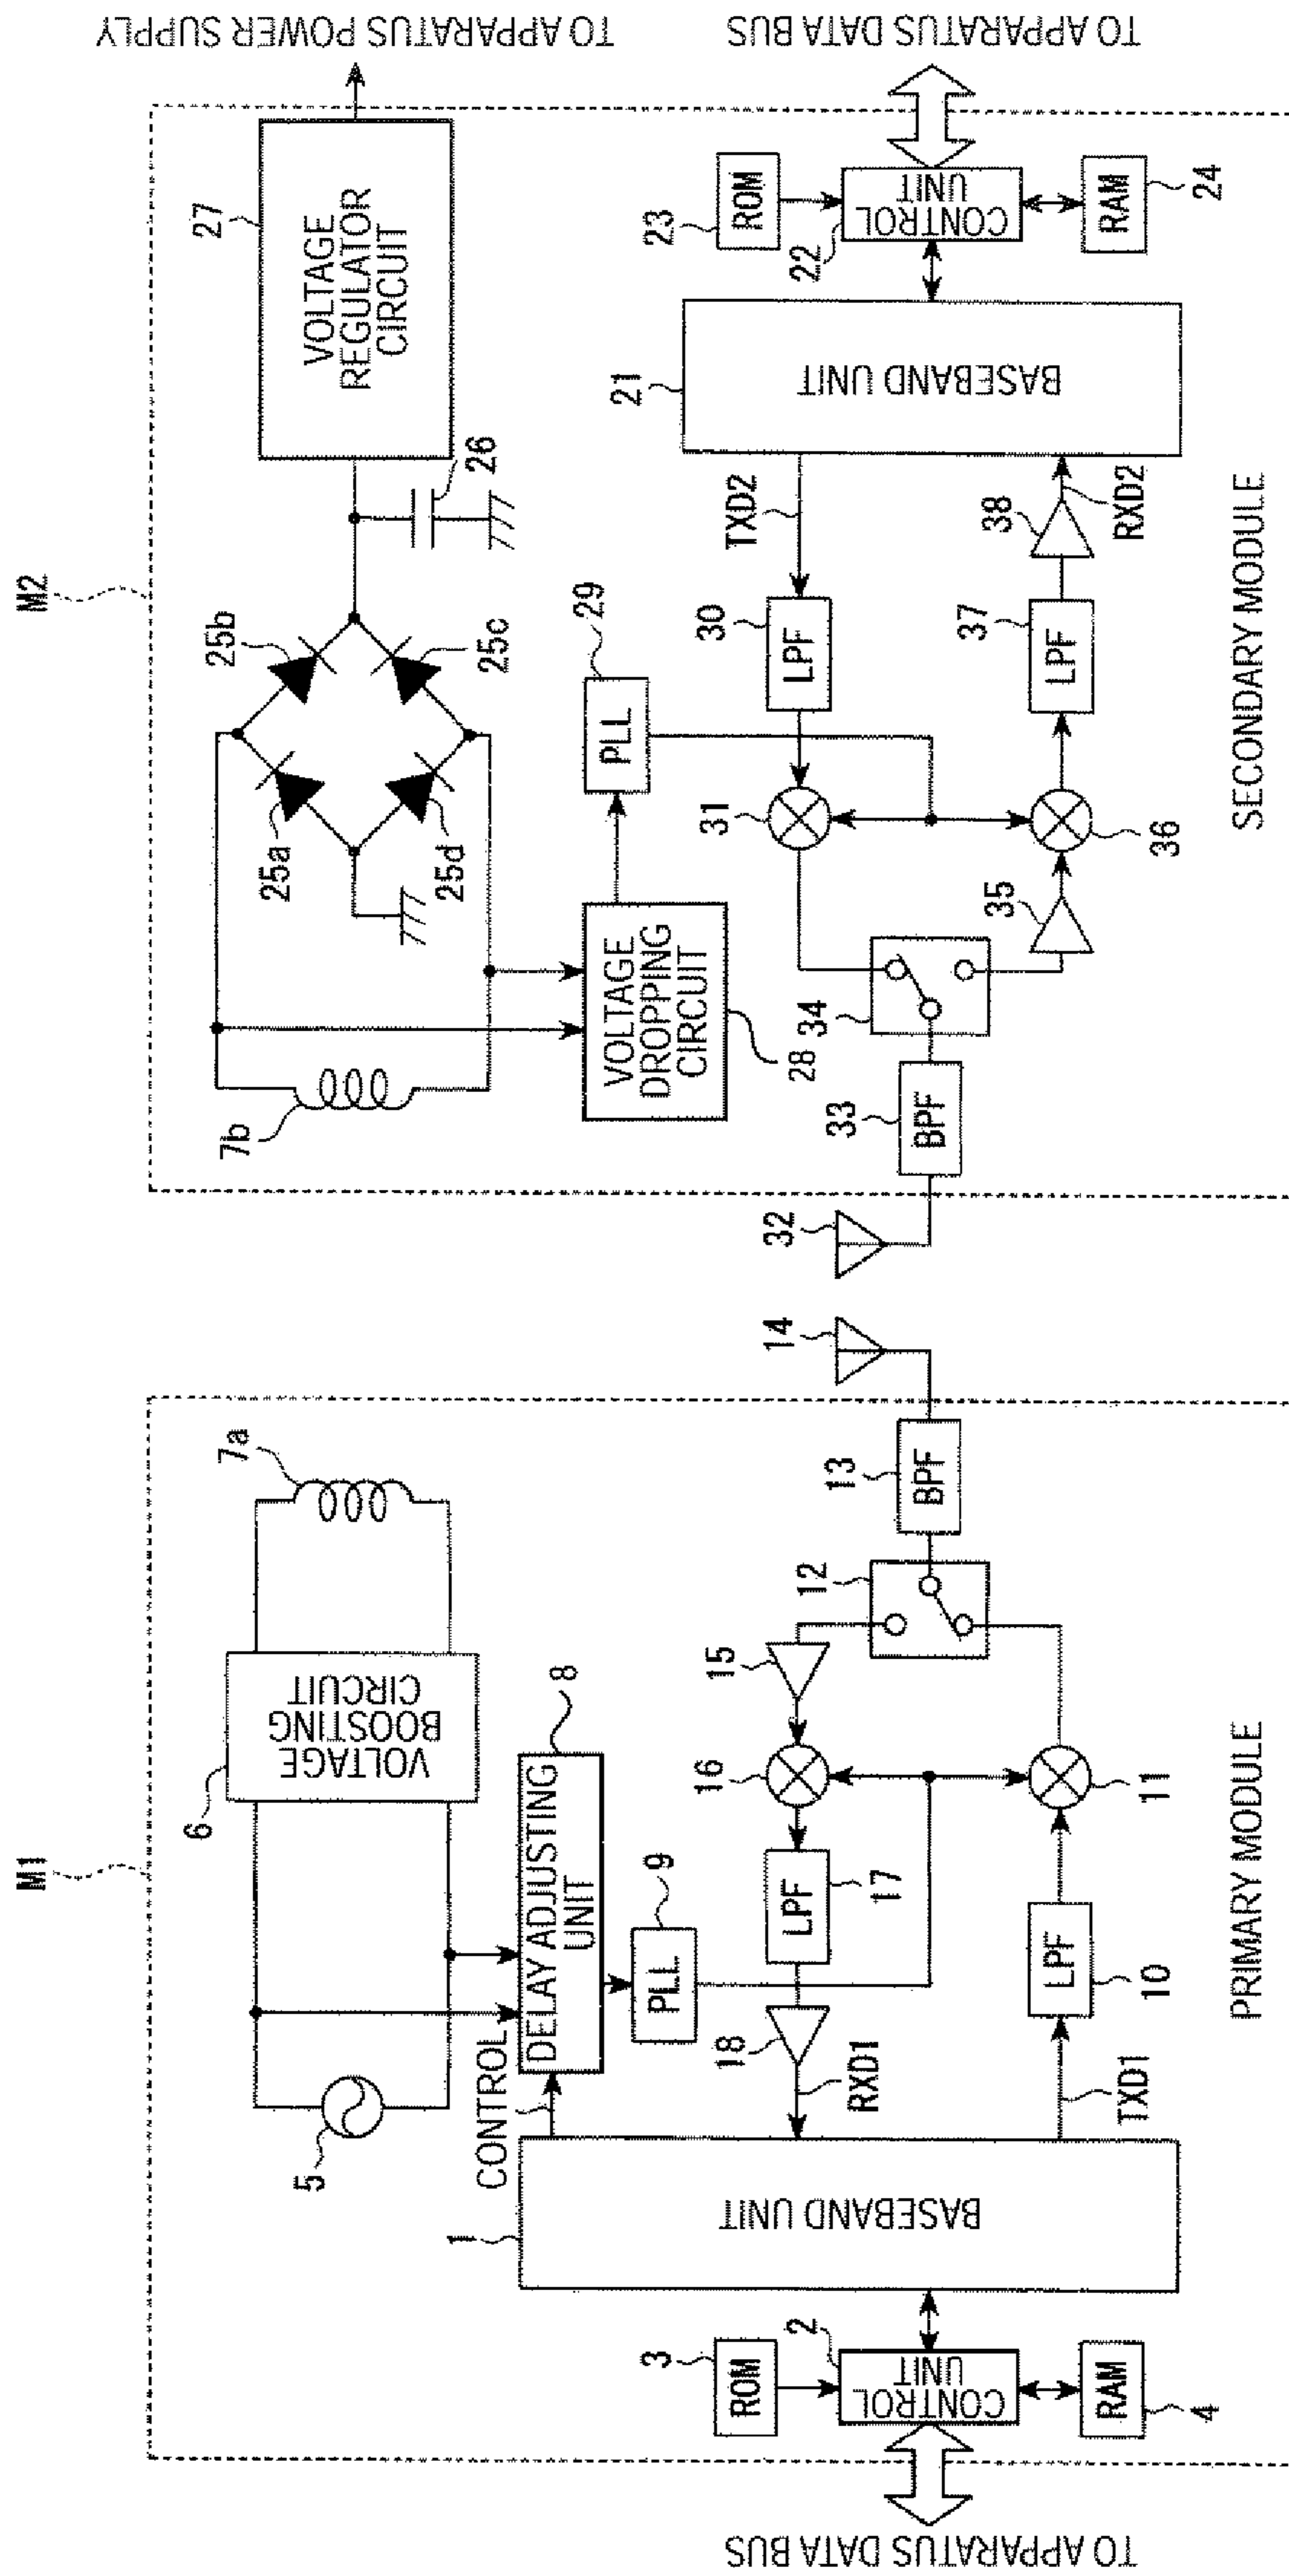 M1
M2
7a
7b
6
VOLTAGE
BOOSTING
CIRCUIT
5
8
DELAY ADJUSTING
UNIT
CONTROL
9
PLL
1
BASEBAND UNIT
3
ROM
2
CONTROL
UNIT
RAM
4
TO APPARATUS DATA BUS
18
RXD1
LPF
17
16
15
12
13
BPF
14
TXD1
LPF
10
11
PRIMARY MODULE
25a
25b
25c
25d
26
27
VOLTAGE
REGULATOR
CIRCUIT
TO APPARATUS POWER SUPPLY
VOLTAGE
DROPPING
CIRCUIT
28
29
PLL
32
33
BPF
34
31
30
LPF
TXD2
21
BASEBAND UNIT
35
36
37
LPF
38
RXD2
23
ROM
22
CONTROL
UNIT
RAM
24
TO APPARATUS DATA BUS
SECONDARY MODULE